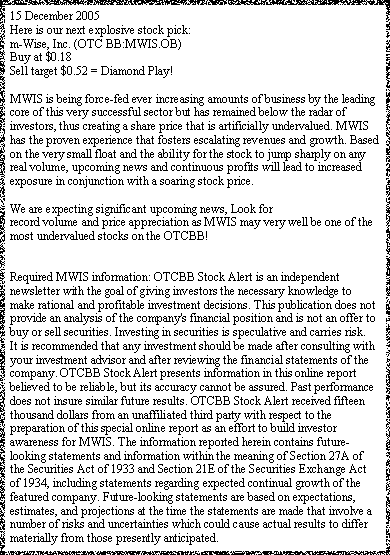 15 December 2005
Here is our next explosive stock pick:
m-Wise, Inc. (OTC BB:MWIS.OB)
Buy at $0.18
Sell target $0.52 = Diamond Play!
MWIS is being force-fed ever increasing amounts of business by the leading
core of this very successful sector but has remained below the radar of
investors, thus creating a share price that is artificially undervalued. MWIS
has the proven experience that fosters escalating revenues and growth. Based
on the very small float and the ability for the stock to jump sharply on any
real volume, upcoming news and continuous profits will lead to increased
exposure in conjunction with a soaring stock price.
We are expecting significant upcoming news, Look for
record volume and price appreciation as MWIS may very well be one of the
most undervalued stocks on the OTCBB!
Required MWIS information: OTCBB Stock Alert is an independent
newsletter with the goal of giving investors the necessary knowledge to
make rational and profitable investment decisions. This publication does not
provide an analysis of the company's financial position and is not an offer to
buy or sell securities. Investing in securities is speculative and carries risk.
It is recommended that any investment should be made after consulting with
your investment advisor and after reviewing the financial statements of the
company. OTCBB Stock Alert presents information in this online report
believed to be reliable, but its accuracy cannot be assured. Past performance
does not insure similar future results. OTCBB Stock Alert received fifteen
thousand dollars from an unaffiliated third party with respect to the
preparation of this special online report as an effort to build investor
awareness for MWIS. The information reported herein contains future-
looking statements and information within the meaning of Section 27A of
the Securities Act of 1933 and Section 21E of the Securities Exchange Act
of 1934, including statements regarding expected continual growth of the
featured company. Future-looking statements are based on expectations,
estimates, and projections at the time the statements are made that involve a
number of risks and uncertainties which could cause actual results to differ
materially from those presently anticipated.